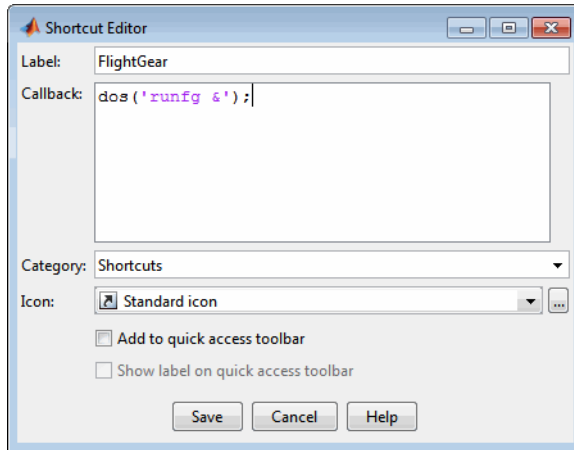 Shortcut Editor
Label: FlightGear
Callback: dos('runfg &');
Category: Shortcuts
Icon: Standard icon ...
Add to quick access toolbar
Show label on quick access toolbar
Save Cancel Help